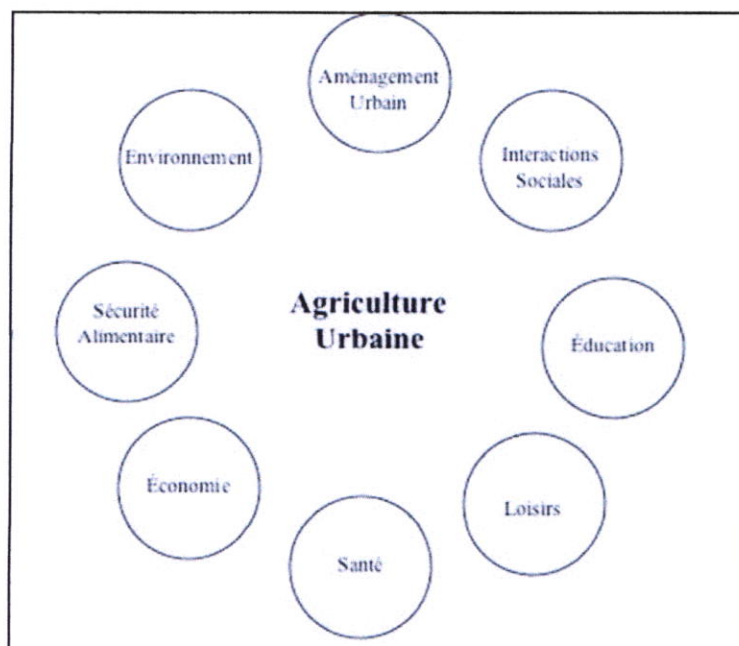 Aménagement
Urbain
Environnement
Interactions
Sociales
Agriculture
Urbaine
Sécurité
Alimentaire
Éducation
Économie
Loisirs
Santé